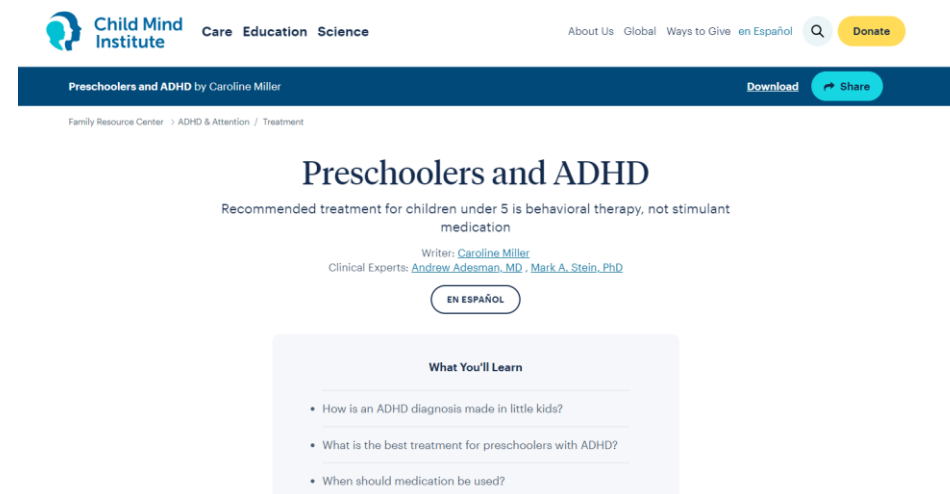 Child Mind
Institute
Care Education Science
About Us Global Ways to Give en Español
Donate
Preschoolers and ADHD by Caroline Miller
Download
Share
Family Resource Center > ADHD & Attention / Treatment
Preschoolers and ADHD
Recommended treatment for children under 5 is behavioral therapy, not stimulant
medication
Writer: Caroline Miller
Clinical Experts: Andrew Adesman, MD , Mark A. Stein, PhD
EN ESPAÑOL
What You'll Learn
• How is an ADHD diagnosis made in little kids?
• What is the best treatment for preschoolers with ADHD?
• When should medication be used?